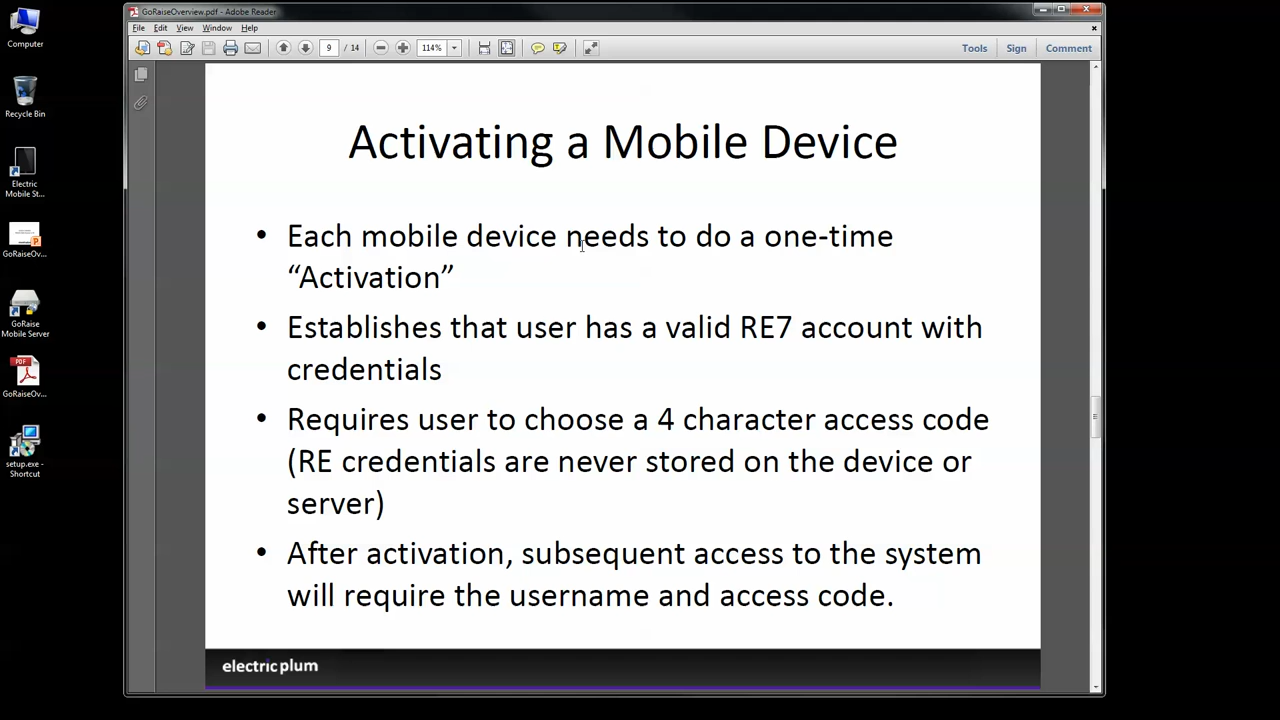 GoRaiseOverview.pdf - Adobe Reader
File Edit View Window Help
9 / 14 114% Tools Sign Comment
Computer
Recycle Bin
Electric
Mobile St...
GoRaiseOv...
GoRaise
Mobile Server
PDF
GoRaiseOv...
setup.exe -
Shortcut
Activating a Mobile Device
• Each mobile device needs to do a one-time
“Activation”
• Establishes that user has a valid RE7 account with
credentials
• Requires user to choose a 4 character access code
(RE credentials are never stored on the device or
server)
• After activation, subsequent access to the system
will require the username and access code.
electric plum